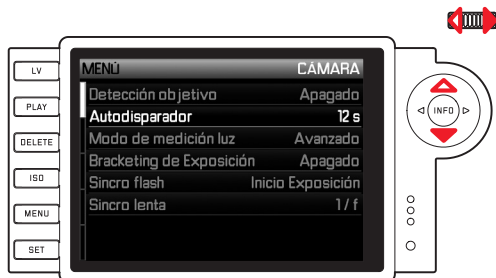 LV
PLAY
DELETE
ISO
MENU
SET
MENÚ CÁMARA
Detección objetivo Apagado
Autodisparador 12 s
Modo de medición luz Avanzado
Bracketing de Exposición Apagado
Sincro flash Inicio Exposición
Sincro lenta 1 / f
INFO